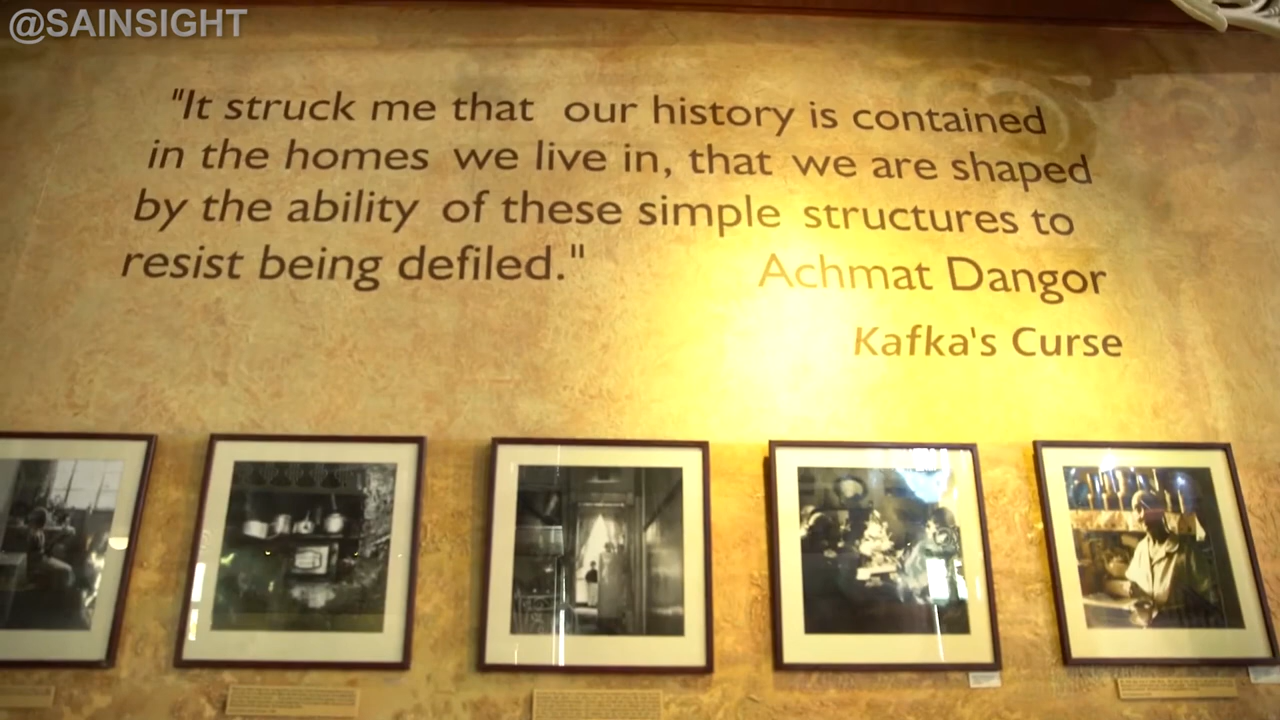 @SAINSIGHT
"It struck me that our history is contained
in the homes we live in, that we are shaped
by the ability of these simple structures to
resist being defiled."
Achmat Dangor
Kafka's Curse